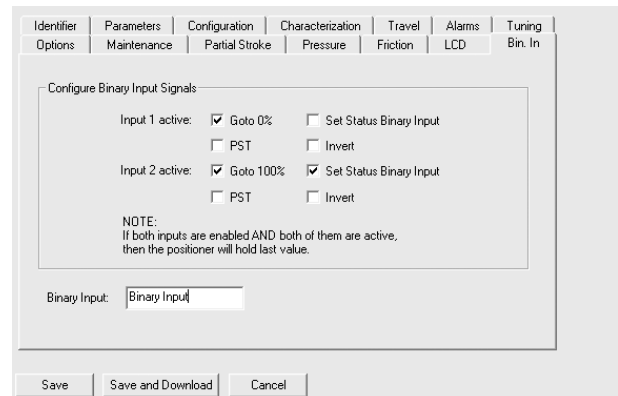 Identifier Parameters Configuration Characterization Travel Alarms Tuning
Options Maintenance Partial Stroke Pressure Friction LCD Bin. In
Configure Binary Input Signals
Input 1 active: Goto 0% Set Status Binary Input
PST Invert
Input 2 active: Goto 100% Set Status Binary Input
PST Invert
NOTE:
If both inputs are enabled AND both of them are active,
then the positioner will hold last value.
Binary Input: Binary Input
Save Save and Download Cancel